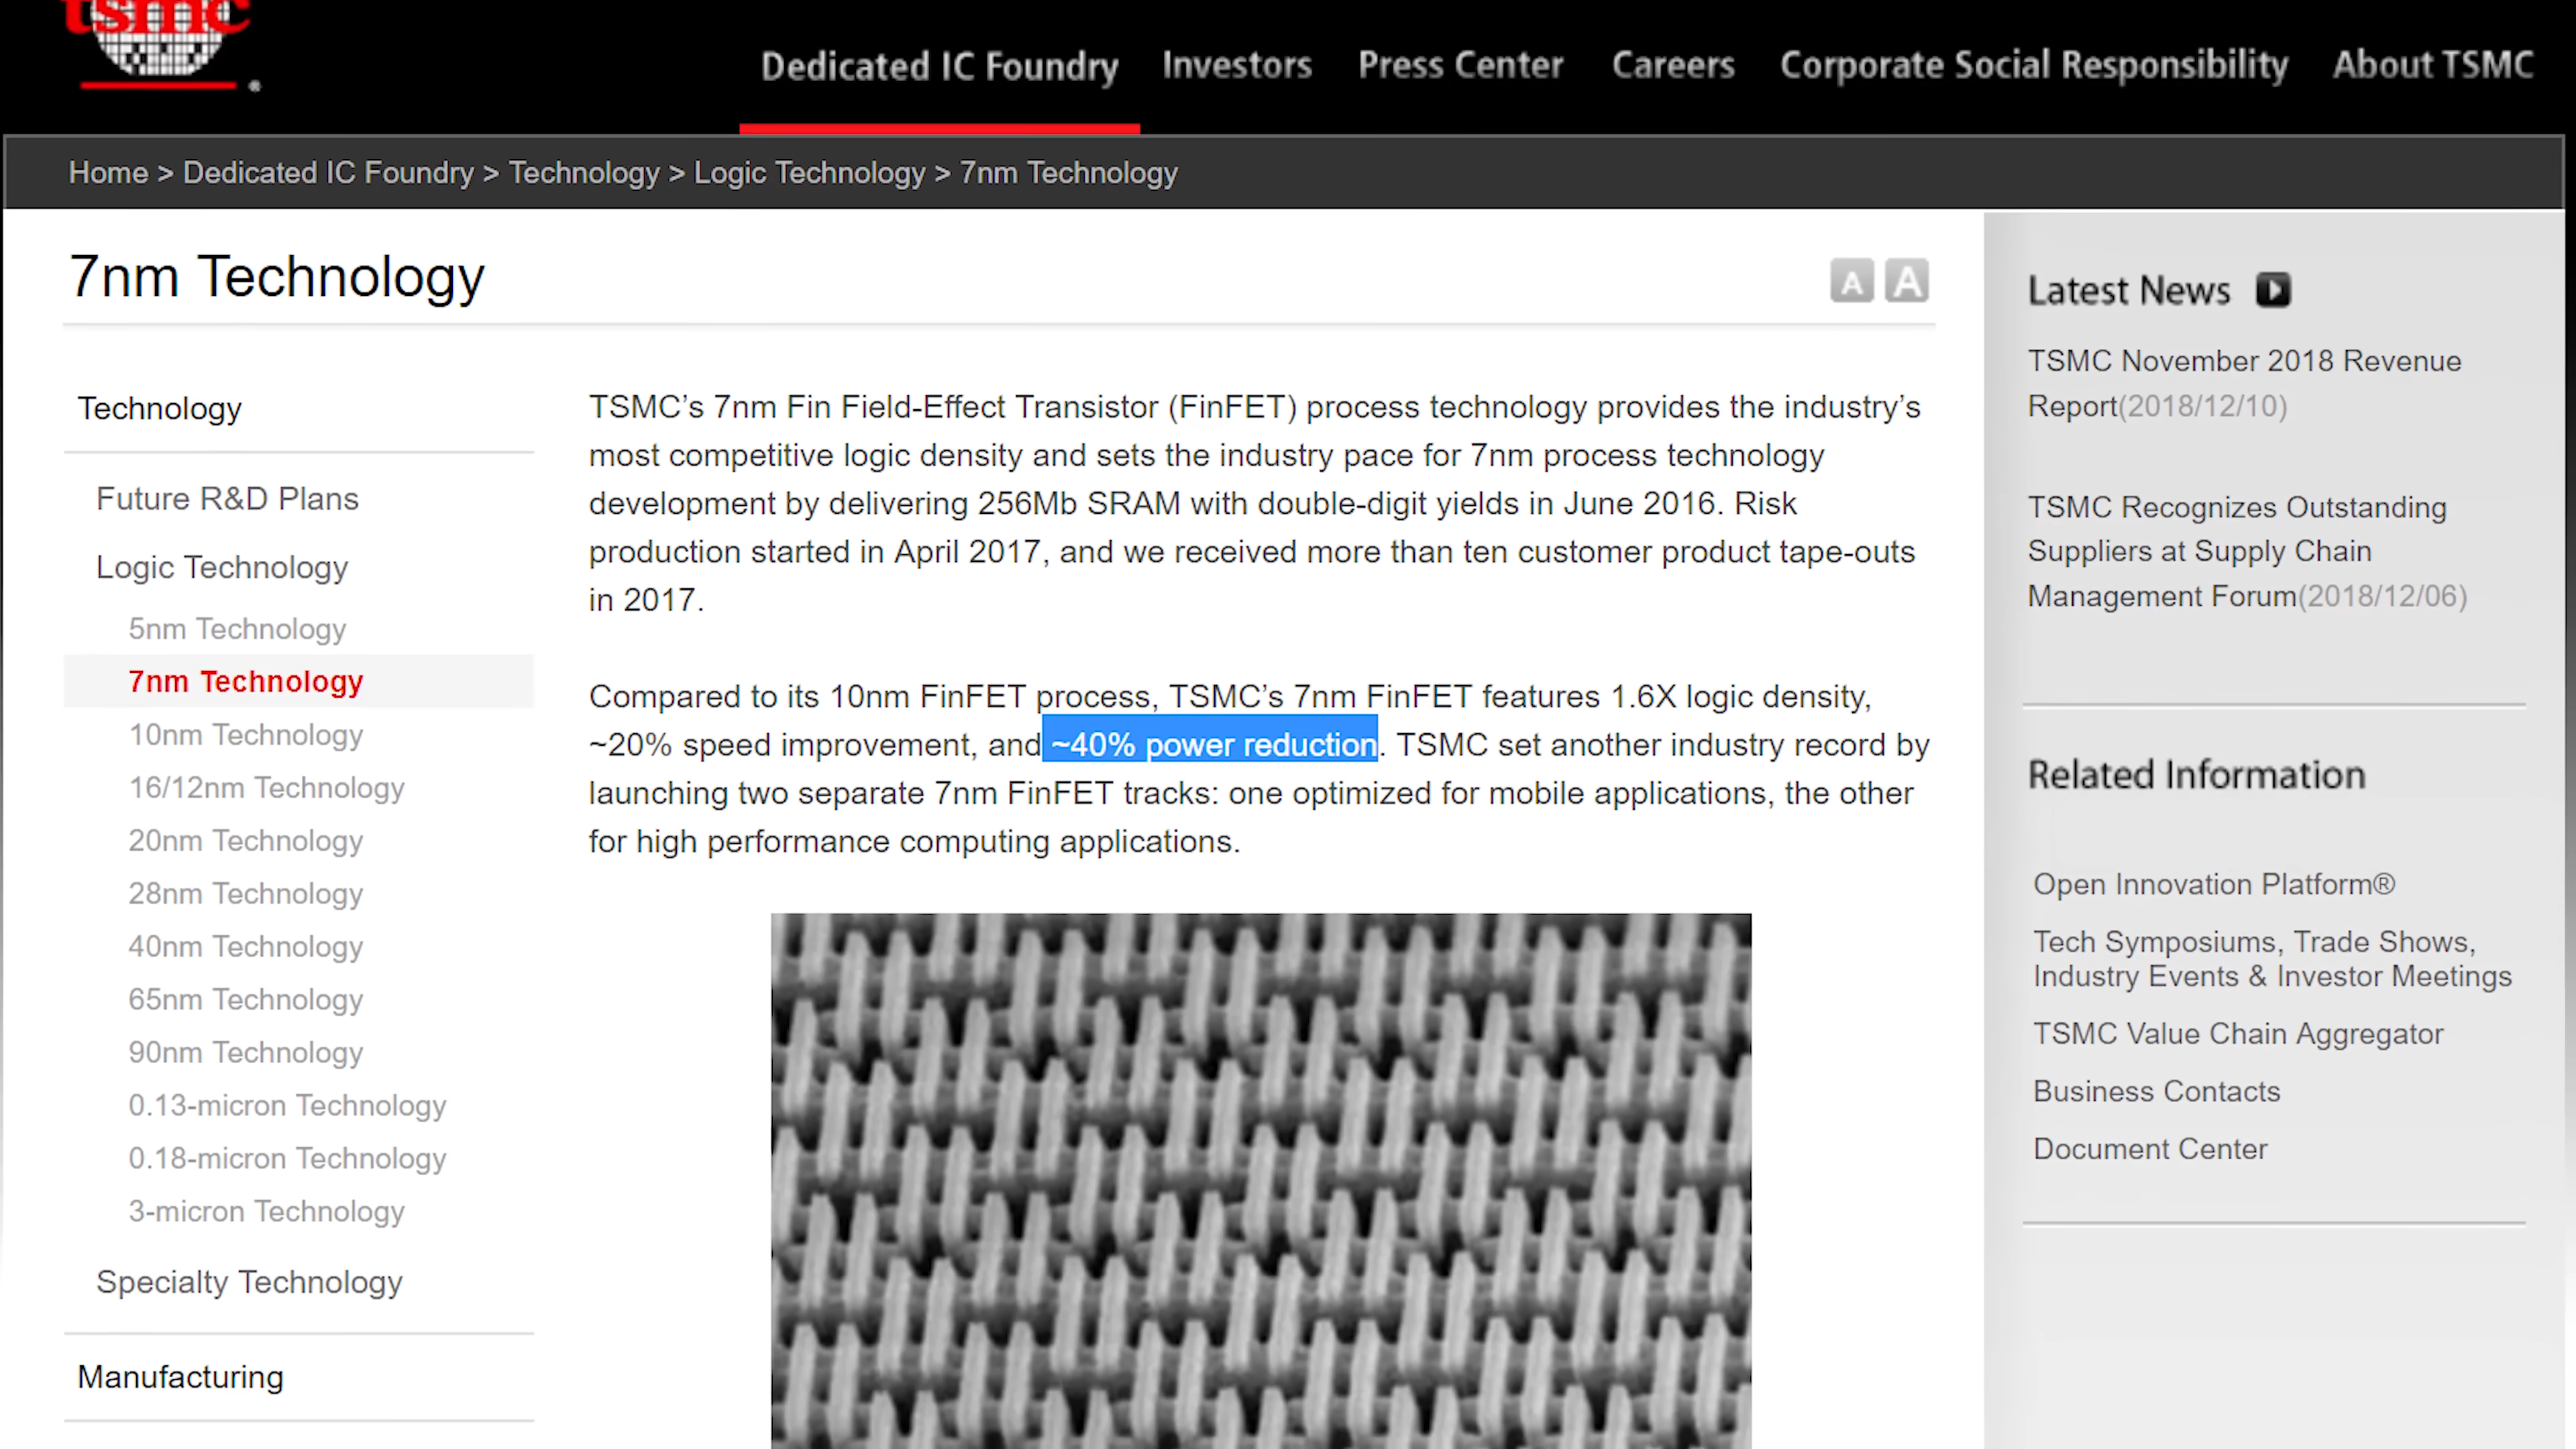 tsmc
Dedicated IC Foundry
Investors
Press Center
Careers
Corporate Social Responsibility
About TSMC
Home > Dedicated IC Foundry > Technology > Logic Technology > 7nm Technology
7nm Technology
A A
Technology
Future R&D Plans
Logic Technology
5nm Technology
7nm Technology
10nm Technology
16/12nm Technology
20nm Technology
28nm Technology
40nm Technology
65nm Technology
90nm Technology
0.13-micron Technology
0.18-micron Technology
3-micron Technology
Specialty Technology
Manufacturing
TSMC’s 7nm Fin Field-Effect Transistor (FinFET) process technology provides the industry’s
most competitive logic density and sets the industry pace for 7nm process technology
development by delivering 256Mb SRAM with double-digit yields in June 2016. Risk
production started in April 2017, and we received more than ten customer product tape-outs
in 2017.
Compared to its 10nm FinFET process, TSMC’s 7nm FinFET features 1.6X logic density,
~20% speed improvement, and ~40% power reduction. TSMC set another industry record by
launching two separate 7nm FinFET tracks: one optimized for mobile applications, the other
for high performance computing applications.
Latest News
TSMC November 2018 Revenue
Report(2018/12/10)
TSMC Recognizes Outstanding
Suppliers at Supply Chain
Management Forum(2018/12/06)
Related Information
Open Innovation Platform®
Tech Symposiums, Trade Shows,
Industry Events & Investor Meetings
TSMC Value Chain Aggregator
Business Contacts
Document Center